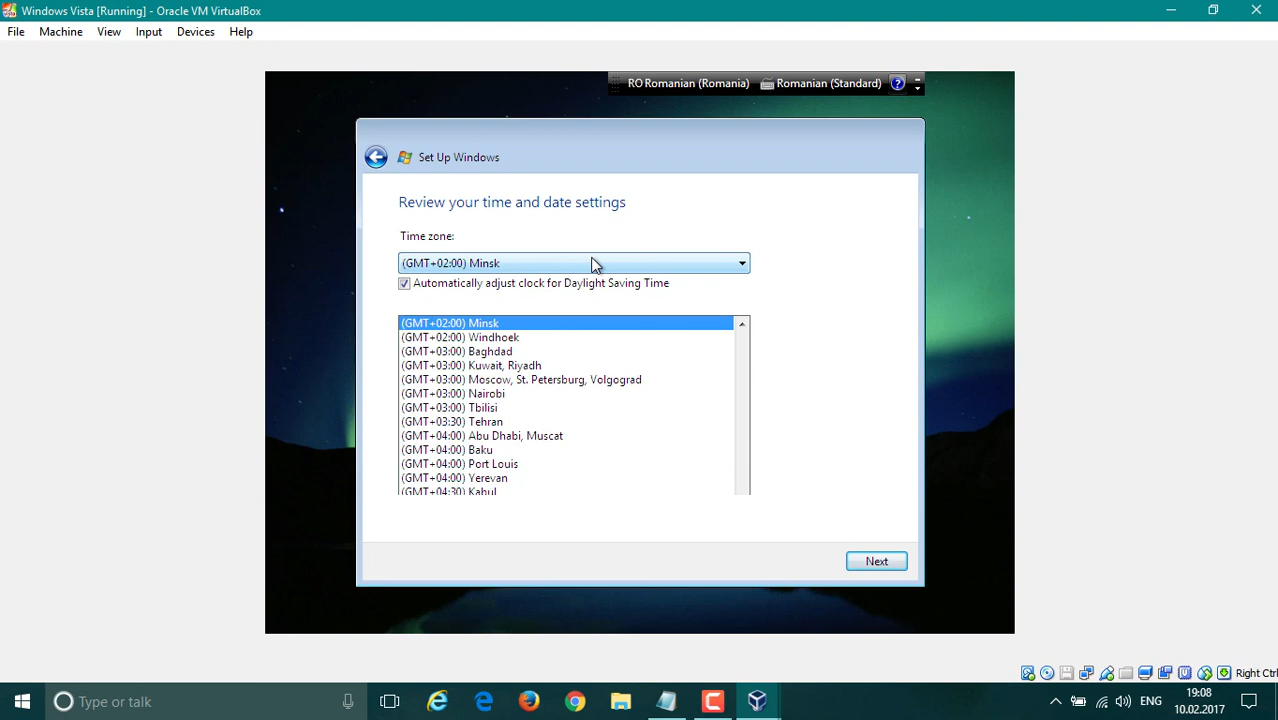 Windows Vista [Running] - Oracle VM VirtualBox
File Machine View Input Devices Help
RO Romanian (Romania) Romanian (Standard) ?
Set Up Windows
Review your time and date settings
Time zone:
(GMT+02:00) Minsk
Automatically adjust clock for Daylight Saving Time
(GMT+02:00) Minsk
(GMT+02:00) Windhoek
(GMT+03:00) Baghdad
(GMT+03:00) Kuwait, Riyadh
(GMT+03:00) Moscow, St. Petersburg, Volgograd
(GMT+03:00) Nairobi
(GMT+03:00) Tbilisi
(GMT+03:30) Tehran
(GMT+04:00) Abu Dhabi, Muscat
(GMT+04:00) Baku
(GMT+04:00) Port Louis
(GMT+04:00) Yerevan
(GMT+04:30) Kabul
Next
Right Ctrl
Type or talk
ENG
19:08
10.02.2017